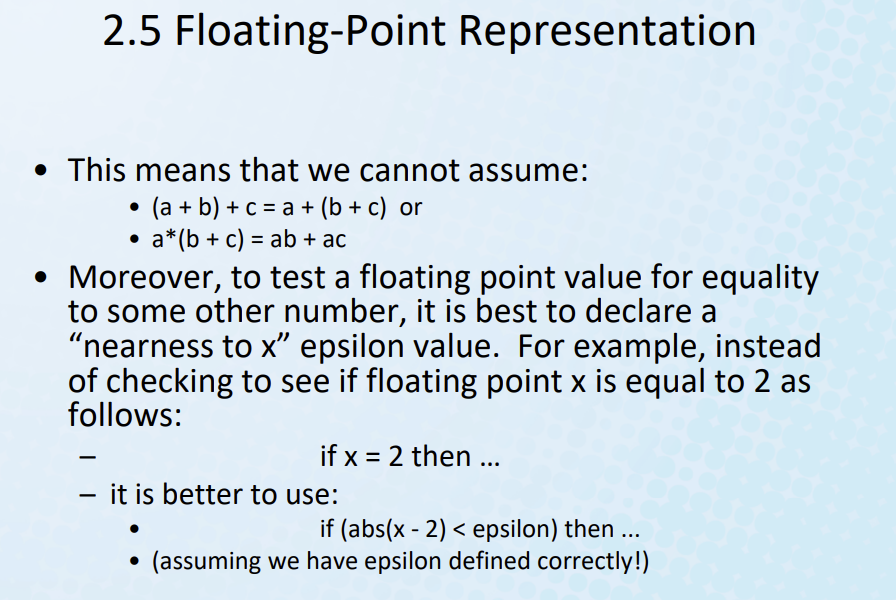 2.5 Floating-Point Representation
• This means that we cannot assume:
• (a + b) + c = a + (b + c)  or
• a*(b + c) = ab + ac
• Moreover, to test a floating point value for equality
to some other number, it is best to declare a
“nearness to x” epsilon value.  For example, instead
of checking to see if floating point x is equal to 2 as
follows:
– if x = 2 then …
– it is better to use:
• if (abs(x - 2) < epsilon) then ...
• (assuming we have epsilon defined correctly!)